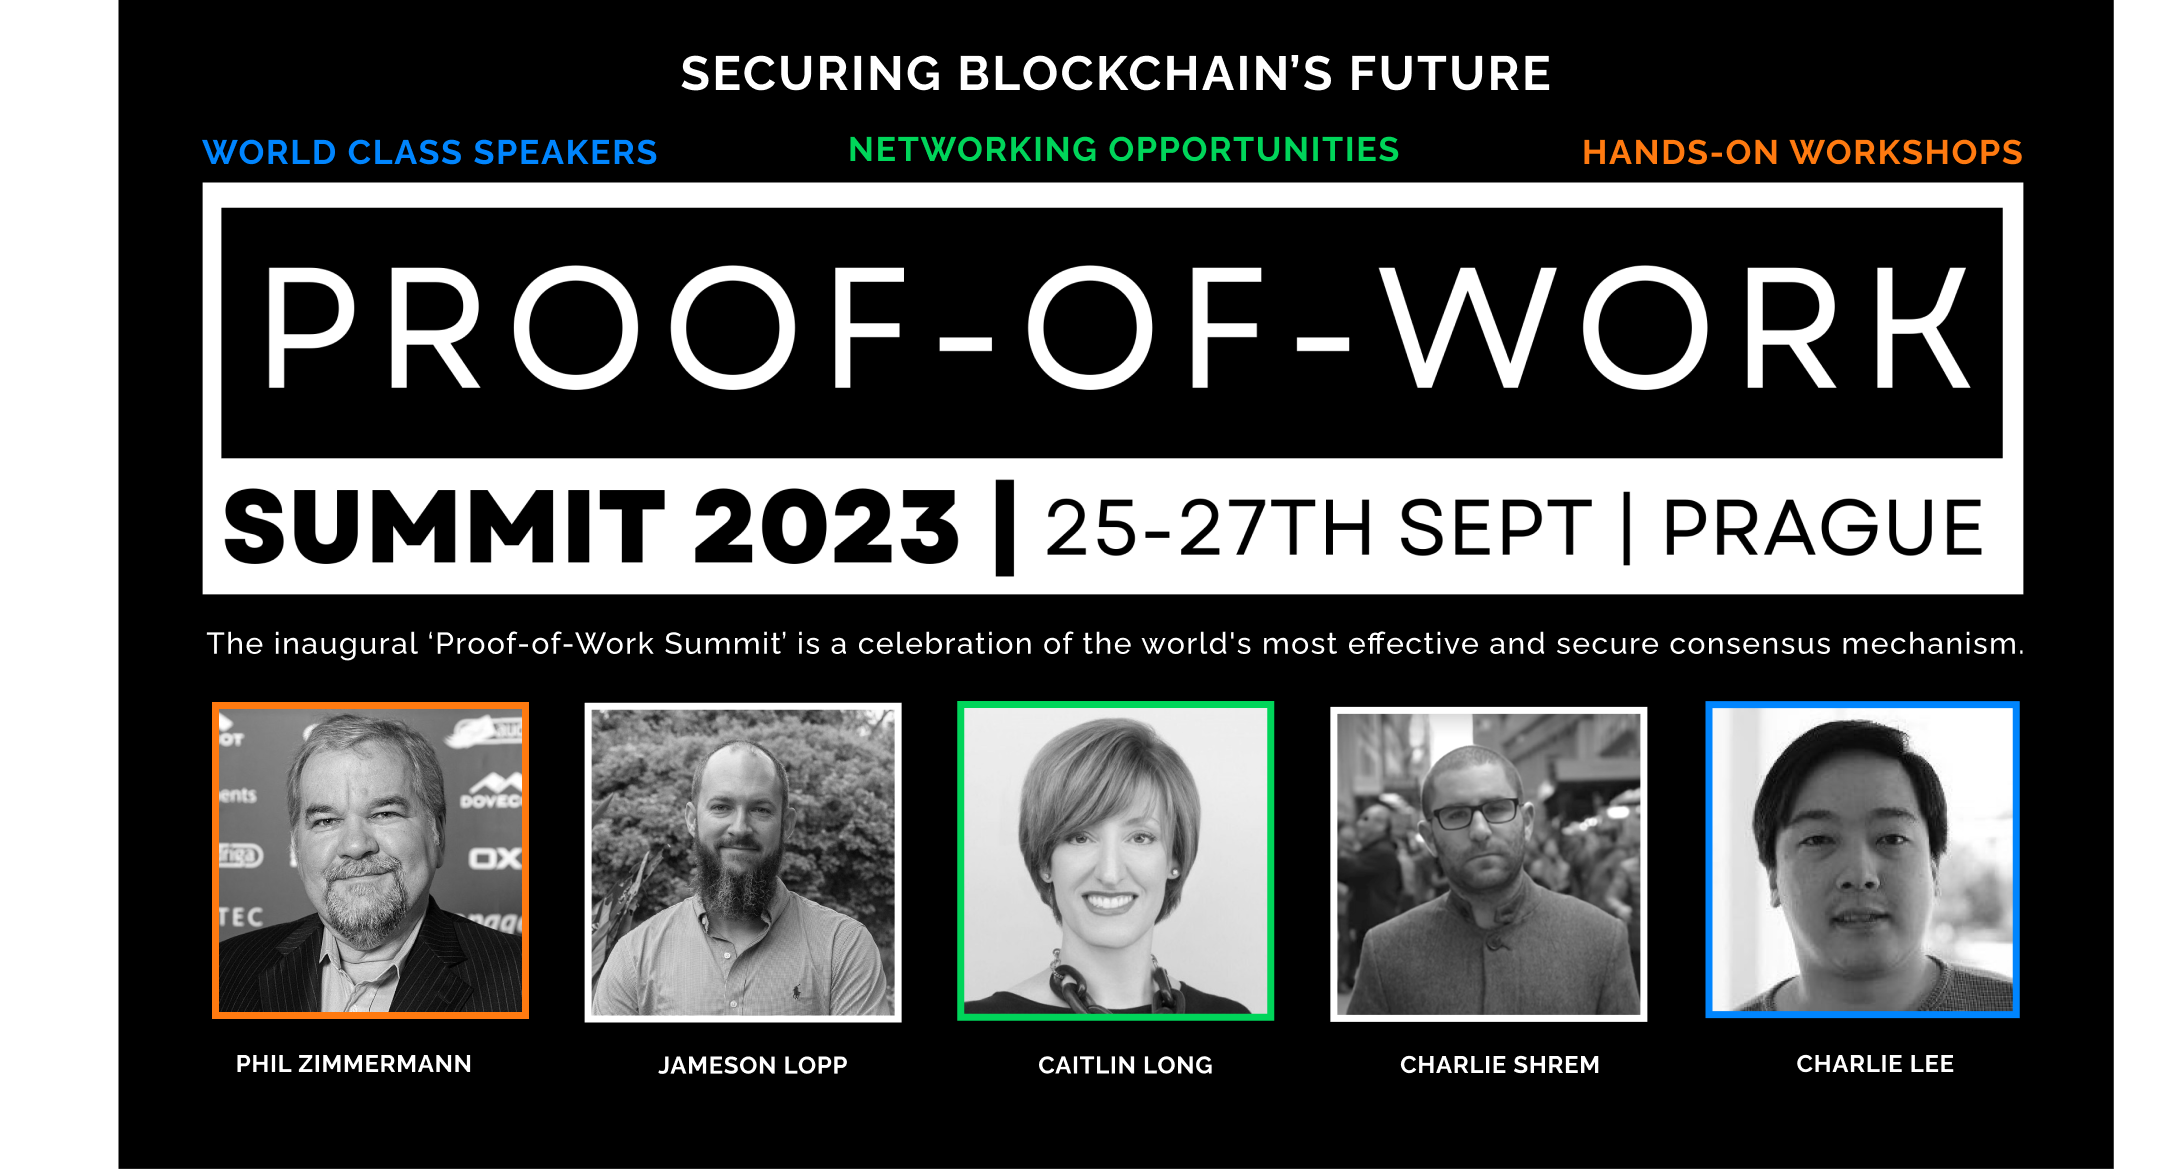 SECURING BLOCKCHAIN’S FUTURE
WORLD CLASS SPEAKERS
NETWORKING OPPORTUNITIES
HANDS-ON WORKSHOPS
PROOF-OF-WORK
SUMMIT 2023 | 25-27TH SEPT | PRAGUE
The inaugural ‘Proof-of-Work Summit’ is a celebration of the world's most effective and secure consensus mechanism.
OX
TEC
PHIL ZIMMERMANN
JAMESON LOPP
CAITLIN LONG
CHARLIE SHREM
CHARLIE LEE